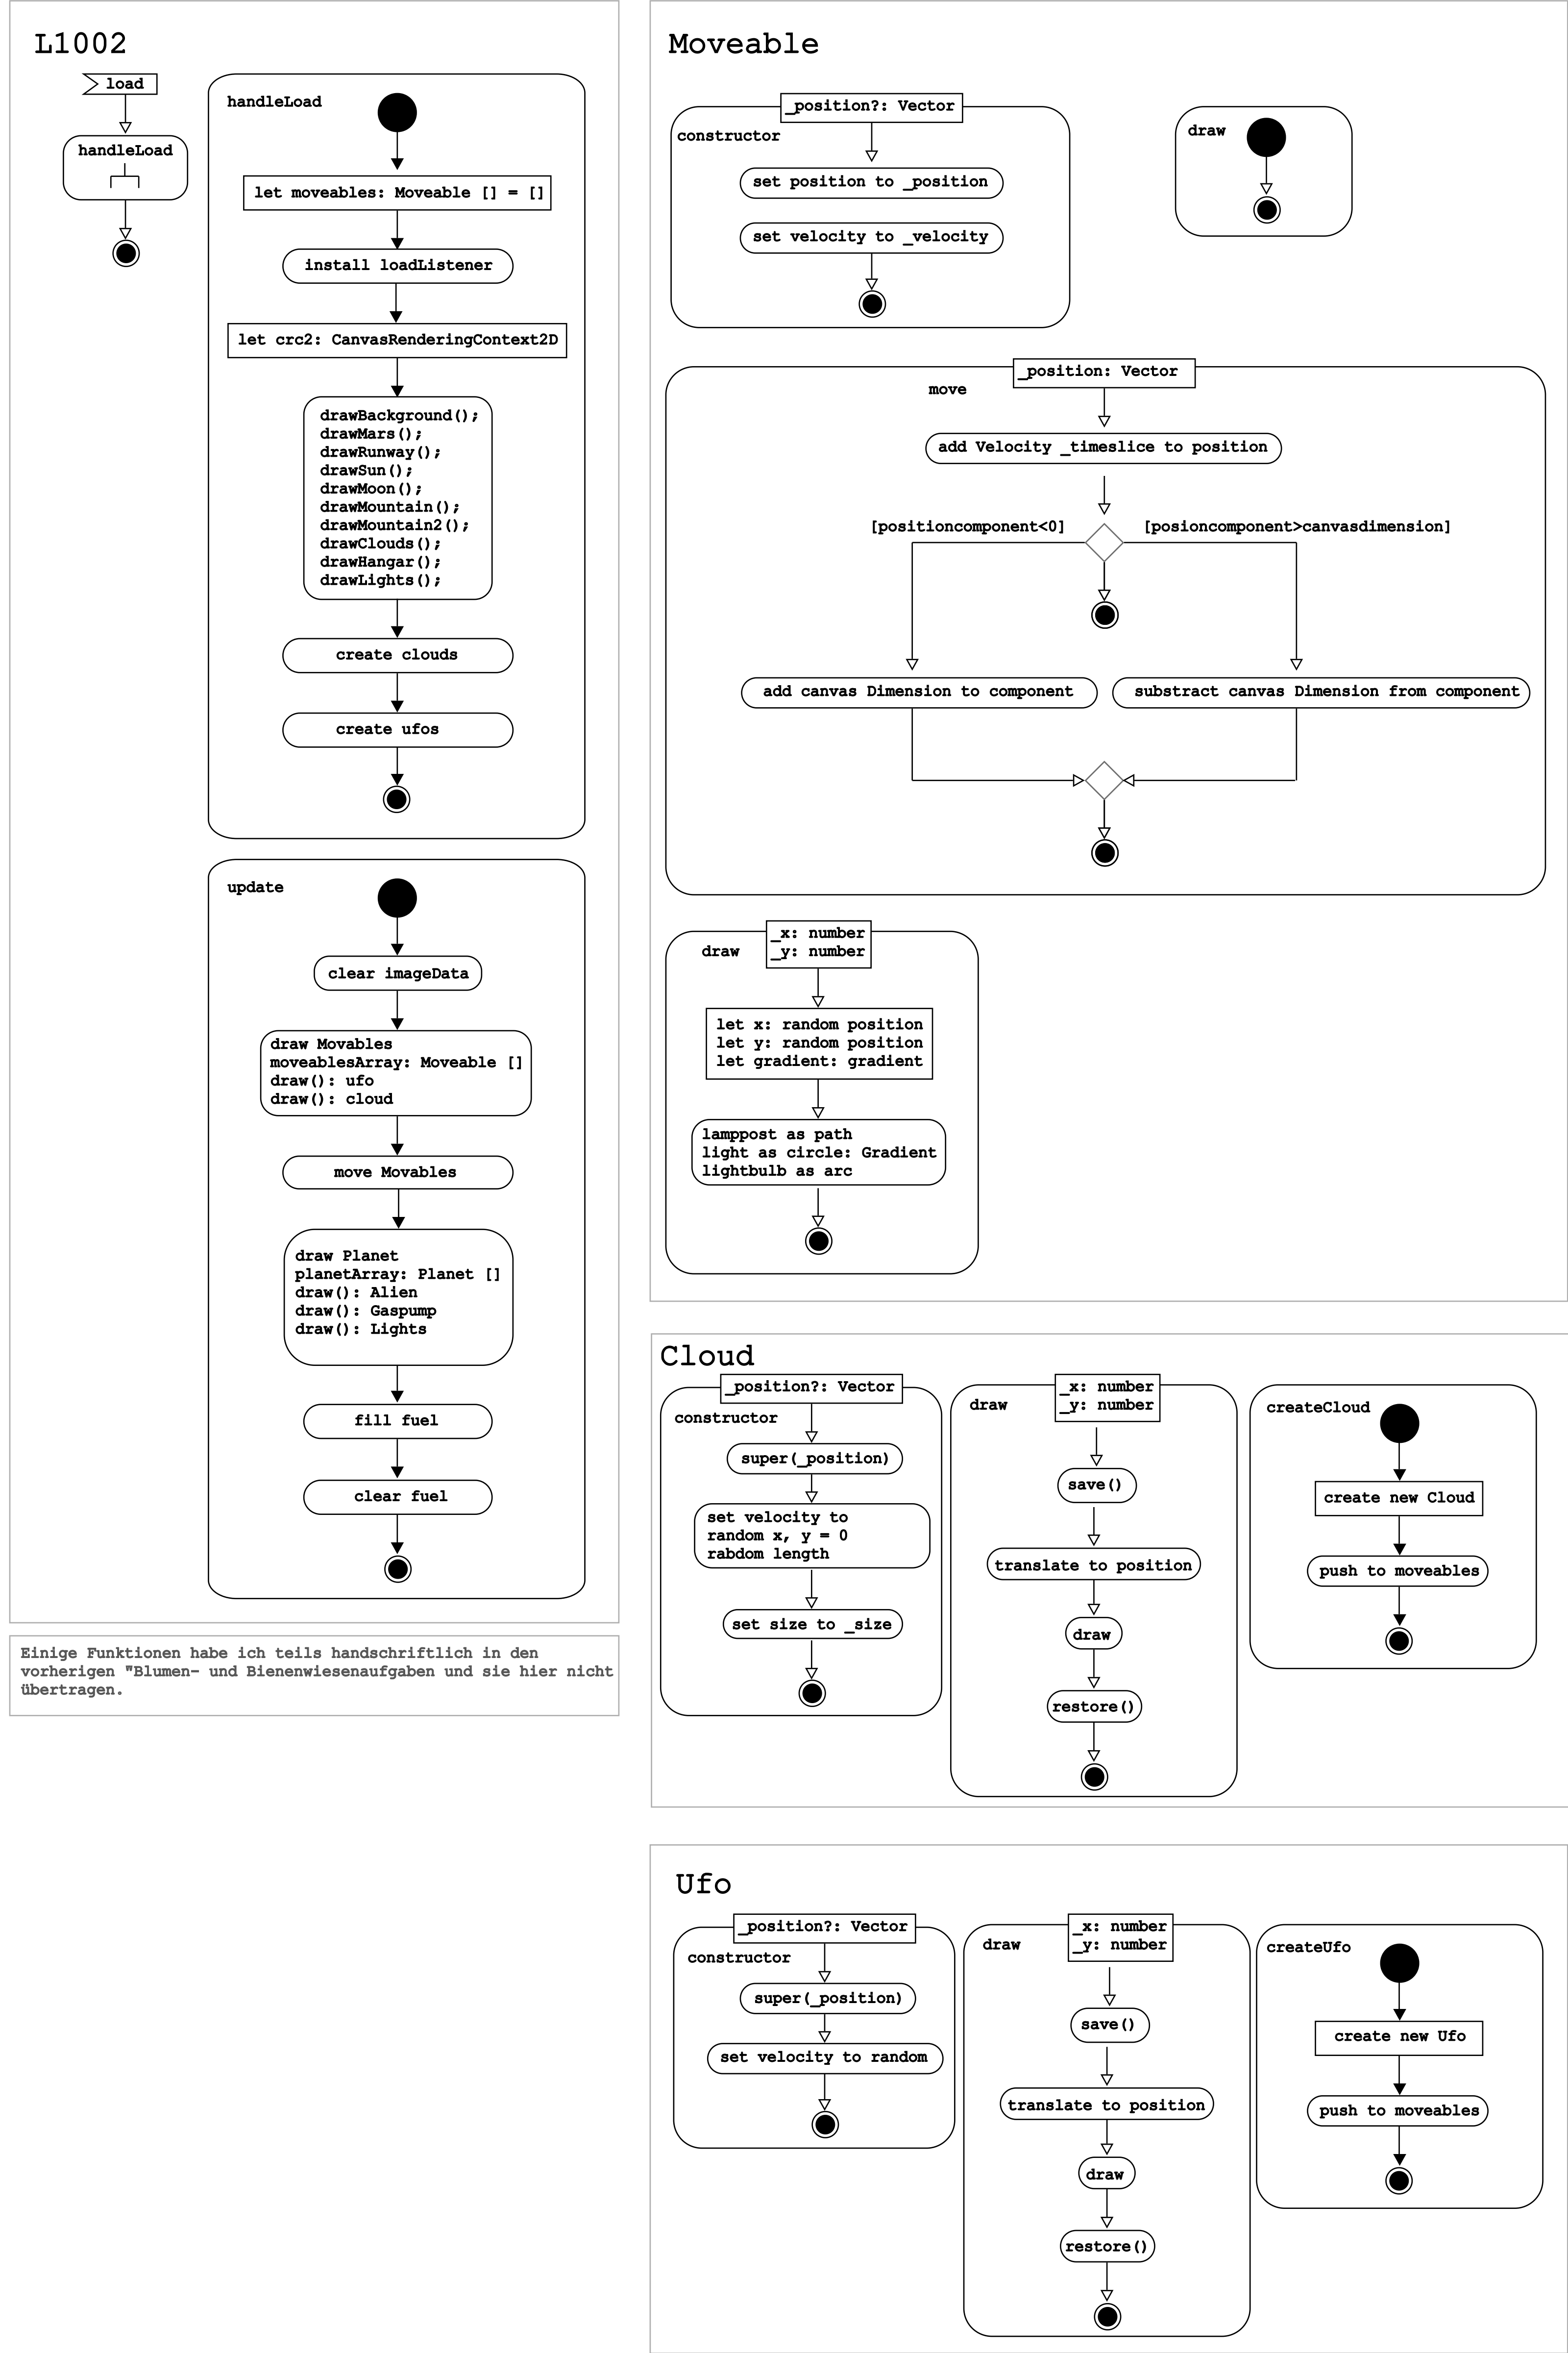 L1002
load
handleLoad
handleLoad
let moveables: Moveable [] = []
install loadListener
let crc2: CanvasRenderingContext2D
drawBackground();
drawMars();
drawRunway();
drawSun();
drawMoon();
drawMountain();
drawMountain2();
drawClouds();
drawHangar();
drawLights();
create clouds
create ufos
update
clear imageData
draw Movables
moveablesArray: Moveable []
draw(): ufo
draw(): cloud
move Movables
draw Planet
planetArray: Planet []
draw(): Alien
draw(): Gaspump
draw(): Lights
fill fuel
clear fuel
Einige Funktionen habe ich teils handschriftlich in den
vorherigen "Blumen- und Bienenwiesenaufgaben und sie hier nicht
übertragen.
Moveable
_position?: Vector
constructor
set position to _position
set velocity to _velocity
draw
_position: Vector
move
add Velocity _timeslice to position
[positioncomponent<0]
[posioncomponent>canvasdimension]
add canvas Dimension to component
substract canvas Dimension from component
_x: number
_y: number
draw
let x: random position
let y: random position
let gradient: gradient
lamppost as path
light as circle: Gradient
lightbulb as arc
Cloud
_position?: Vector
constructor
super(_position)
set velocity to
random x, y = 0
rabdom length
set size to _size
_x: number
_y: number
draw
save()
translate to position
draw
restore()
createCloud
create new Cloud
push to moveables
Ufo
_position?: Vector
constructor
super(_position)
set velocity to random
_x: number
_y: number
draw
save()
translate to position
draw
restore()
createUfo
create new Ufo
push to moveables